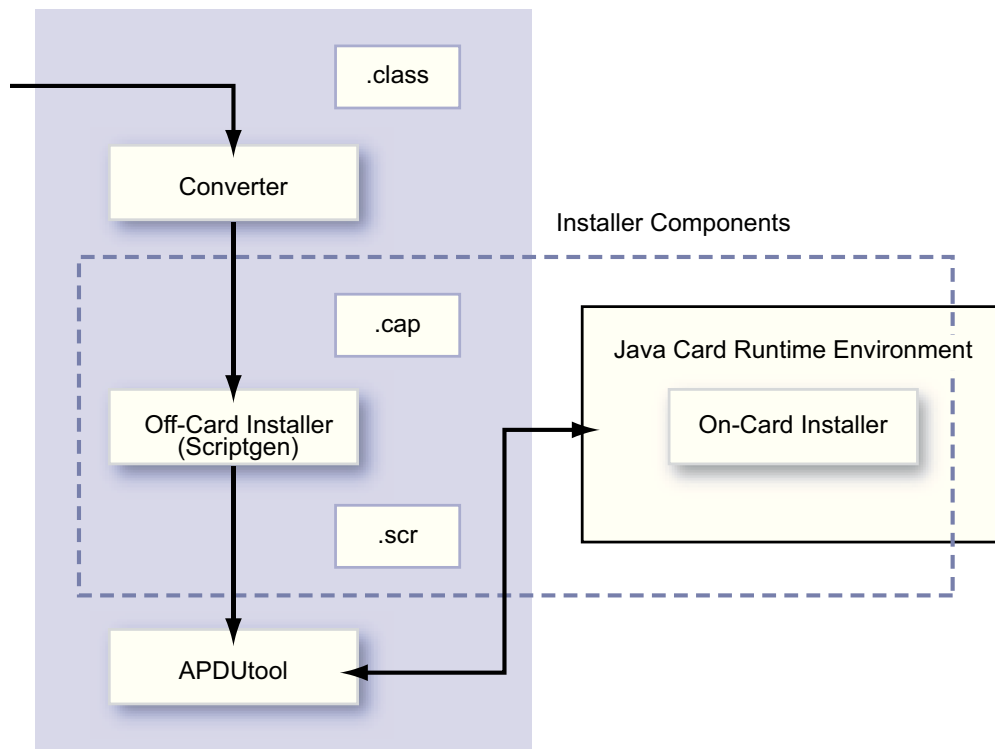 .class
Converter
Installer Components
.cap
Java Card Runtime Environment
Off-Card Installer
(Scriptgen)
On-Card Installer
.scr
APDUtool